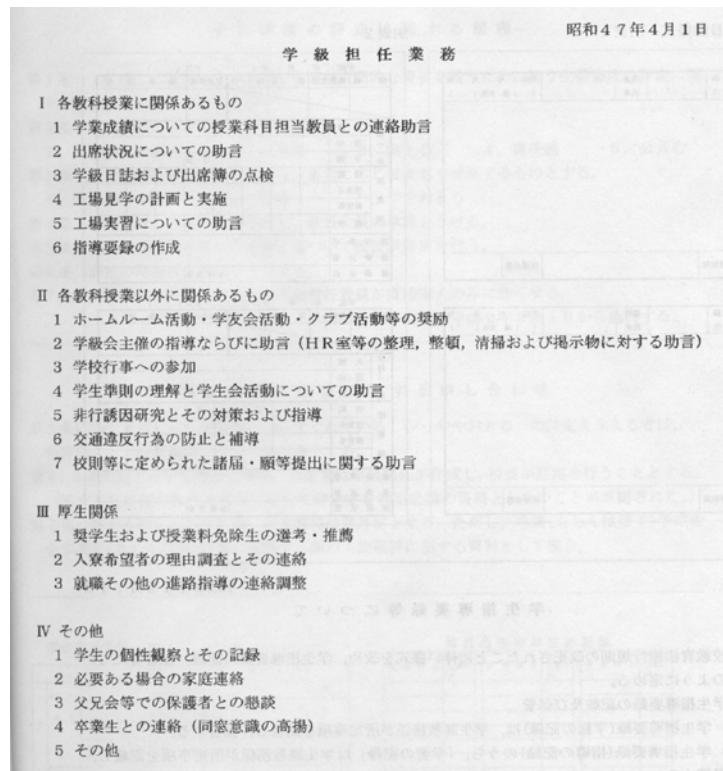 昭和47年4月1日
学級担任業務
Ⅰ 各教科授業に関係あるもの
1 学業成績についての授業科目担当教員との連絡助言
2 出席状況についての助言
3 学級日誌および出席簿の点検
4 工場見学の計画と実施
5 工場実習についての助言
6 指導要録の作成
Ⅱ 各教科授業以外に関係あるもの
1 ホームルーム活動・学友会活動・クラブ活動等の奨励
2 学級会主催の指導ならびに助言(HR室等の整理,整頓,清掃および掲示物に対する助言)
3 学校行事への参加
4 学生準則の理解と学生会活動についての助言
5 非行誘因研究とその対策および指導
6 交通違反行為の防止と補導
7 校則等に定められた諸届・願等提出に関する助言
Ⅲ 厚生関係
1 奨学生および授業料免除生の選考・推薦
2 入寮希望者の理由調査とその連絡
3 就職その他の進路指導の連絡調整
Ⅳ その他
1 学生の個性観察とその記録
2 必要ある場合の家庭連絡
3 父兄会等での保護者との懇談
4 卒業生との連絡(同窓意識の高揚)
5 その他